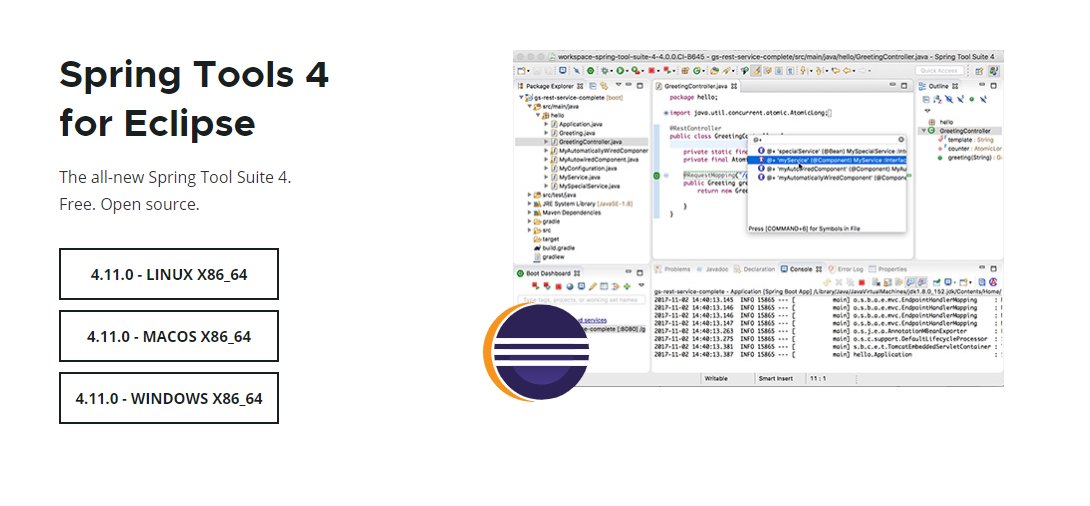 Spring Tools 4
for Eclipse
The all-new Spring Tool Suite 4.
Free. Open source.
4.11.0 - LINUX X86_64
4.11.0 - MACOS X86_64
4.11.0 - WINDOWS X86_64
workspace-spring-tool-suite-4-4.0.0.CI-B645 - gs-rest-service-complete/src/main/java/hello/GreetingController.java - Spring Tool Suite 4
Quick Access
Package Explorer
gs-rest-service-complete [boot]
src/main/java
hello
Application.java
Greeting.java
GreetingController.java
MyAutomaticallyWiredComponent
MyAutowiredComponent.java
MyConfiguration.java
MyService.java
MySpecialService.java
src/test/java
JRE System Library [JavaSE-1.8]
Maven Dependencies
gradle
src
target
build.gradle
gradlew
GreetingController.java
package hello;
import java.util.concurrent.atomic.AtomicLong;
@RestController
public class GreetingController
private static final
private final Atom
@RequestMapping("/g
public Greeting gree
return new Gree
}
}
@+
@+ 'specialService' (@Bean) MySpecialService
@+ 'myService' (@Component) MyService
@+ 'myAutowiredComponent' (@Component) MyAu
@+ 'myAutomaticallyWiredComponent' (@Compon
Press [COMMAND+6] for Symbols in File
Outline
hello
GreetingController
template : String
counter : AtomicLon
greeting(String) : G
Boot Dashboard
Type tags, projects, or working set names
-complete [:8080]
Problems
Javadoc
Declaration
Console
Error Log
Properties
gs-rest-service-complete - Application [Spring Boot App] /Library/Java/JavaVirtualMachines/jdk1.8.0_152.jdk/Contents/Home/
2017-11-02 14:40:13.145 INFO 15865 --- [ main] o.s.b.a.e.mvc.EndpointHandlerMapping :
2017-11-02 14:40:13.146 INFO 15865 --- [ main] o.s.b.a.e.mvc.EndpointHandlerMapping :
2017-11-02 14:40:13.146 INFO 15865 --- [ main] o.s.b.a.e.mvc.EndpointHandlerMapping :
2017-11-02 14:40:13.147 INFO 15865 --- [ main] o.s.b.a.e.mvc.EndpointHandlerMapping :
2017-11-02 14:40:13.263 INFO 15865 --- [ main] o.s.j.e.a.AnnotationMBeanExporter :
2017-11-02 14:40:13.275 INFO 15865 --- [ main] o.s.c.support.DefaultLifecycleProcessor :
2017-11-02 14:40:13.381 INFO 15865 --- [ main] s.b.c.e.t.TomcatEmbeddedServletContainer :
2017-11-02 14:40:13.387 INFO 15865 --- [ main] hello.Application :
Writable
Smart Insert
11 : 1